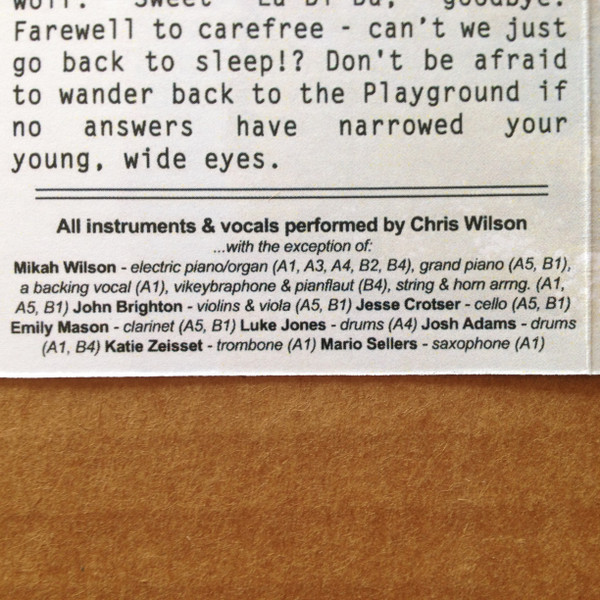 Sweet La-Di-Da, goodbye.
Farewell to carefree - can't we just
go back to sleep!? Don't be afraid
to wander back to the Playground if
no answers have narrowed your
young, wide eyes.
All instruments & vocals performed by Chris Wilson
...with the exception of:
Mikah Wilson - electric piano/organ (A1, A3, A4, B2, B4), grand piano (A5, B1),
a backing vocal (A1), vikeybraphone & pianflaut (B4), string & horn arrng. (A1,
A5, B1) John Brighton - violins & viola (A5, B1) Jesse Crotser - cello (A5, B1)
Emily Mason - clarinet (A5, B1) Luke Jones - drums (A4) Josh Adams - drums
(A1, B4) Katie Zeisset - trombone (A1) Mario Sellers - saxophone (A1)